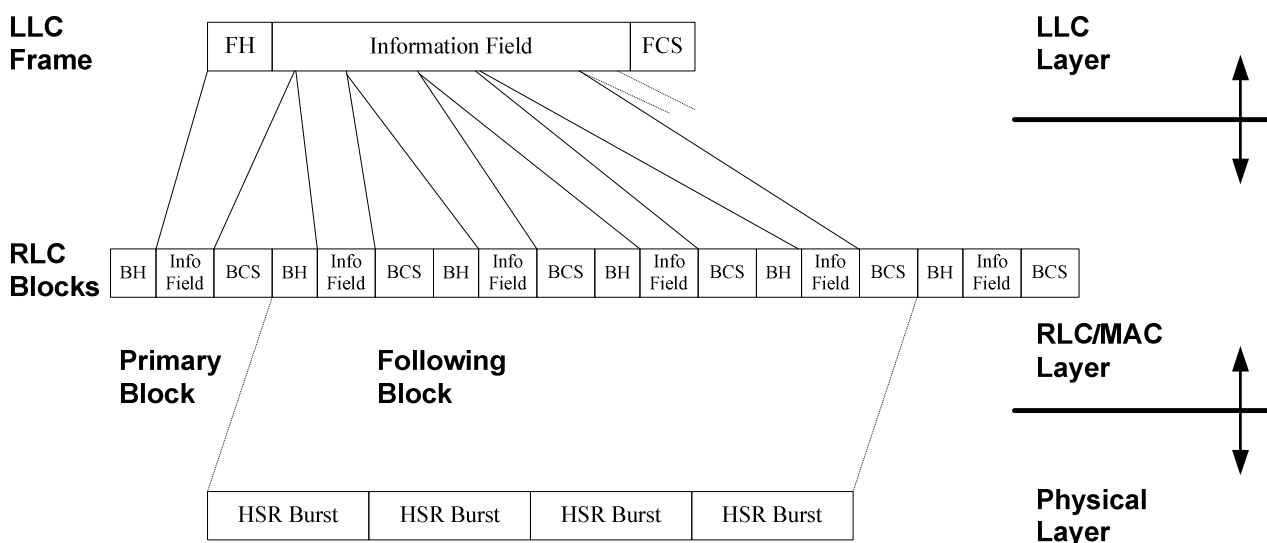 LLC
Frame
FH
Information Field
FCS
LLC
Layer
RLC
Blocks
BH
Info
Field
BCS
BH
Info
Field
BCS
BH
Info
Field
BCS
BH
Info
Field
BCS
BH
Info
Field
BCS
BH
Info
Field
BCS
Primary
Block
Following
Block
RLC/MAC
Layer
HSR Burst
HSR Burst
HSR Burst
HSR Burst
Physical
Layer